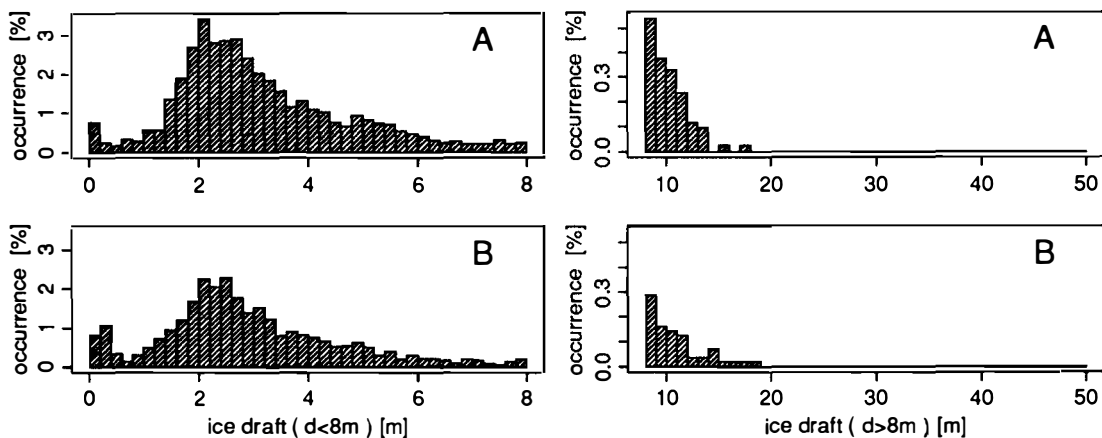 A
occurrence [%]
0 1 2 3
0 2 4 6 8
A
occurrence [%]
0.0 0.3
10 20 30 40 50
B
occurrence [%]
0 1 2 3
0 2 4 6 8
ice draft ( d<8m ) [m]
B
occurrence [%]
0.0 0.3
10 20 30 40 50
ice draft ( d>8m ) [m]